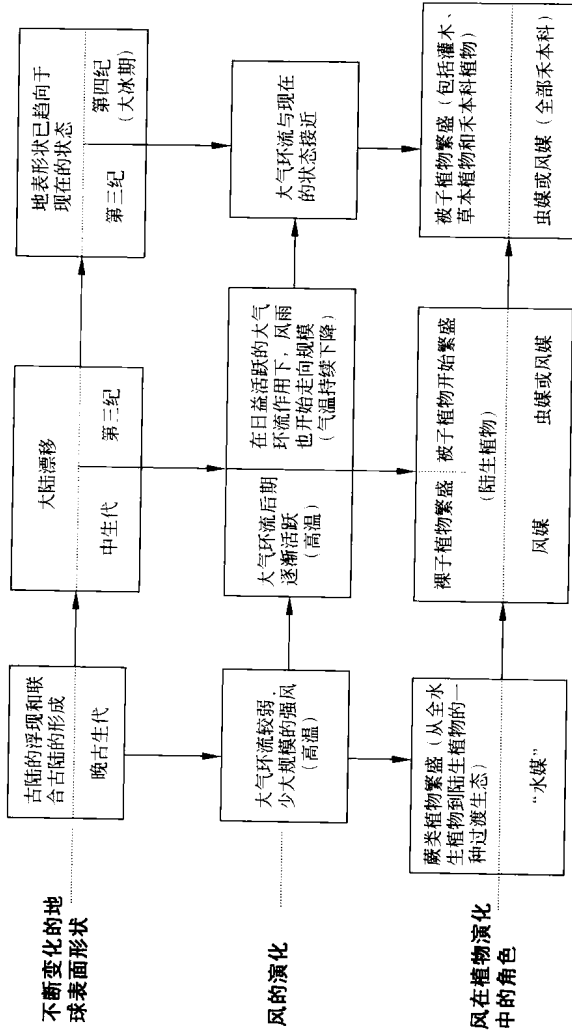 不断变化的地
球表面形状
古陆的浮现和联
合古陆的形成
晚古生代
大陆漂移
中生代
第三纪
地表形状已趋向于
现在的状态
第三纪
第四纪
(大冰期)
风的演化
大气环流较弱,
少大规模的强风
(高温)
大气环流后期
逐渐活跃
(高温)
在日益活跃的大气
环流作用下,风雨
也开始走向规模
(气温持续下降)
大气环流与现在
的状态接近
风在植物演化
中的角色
蕨类植物繁盛(从全水
生植物到陆生植物的一
种过渡生态)
“水媒”
裸子植物繁盛 被子植物开始繁盛
(陆生植物)
风媒
虫媒或风媒
被子植物繁盛(包括灌木、
草本植物和禾本科植物)
虫媒或风媒(全部禾本科)